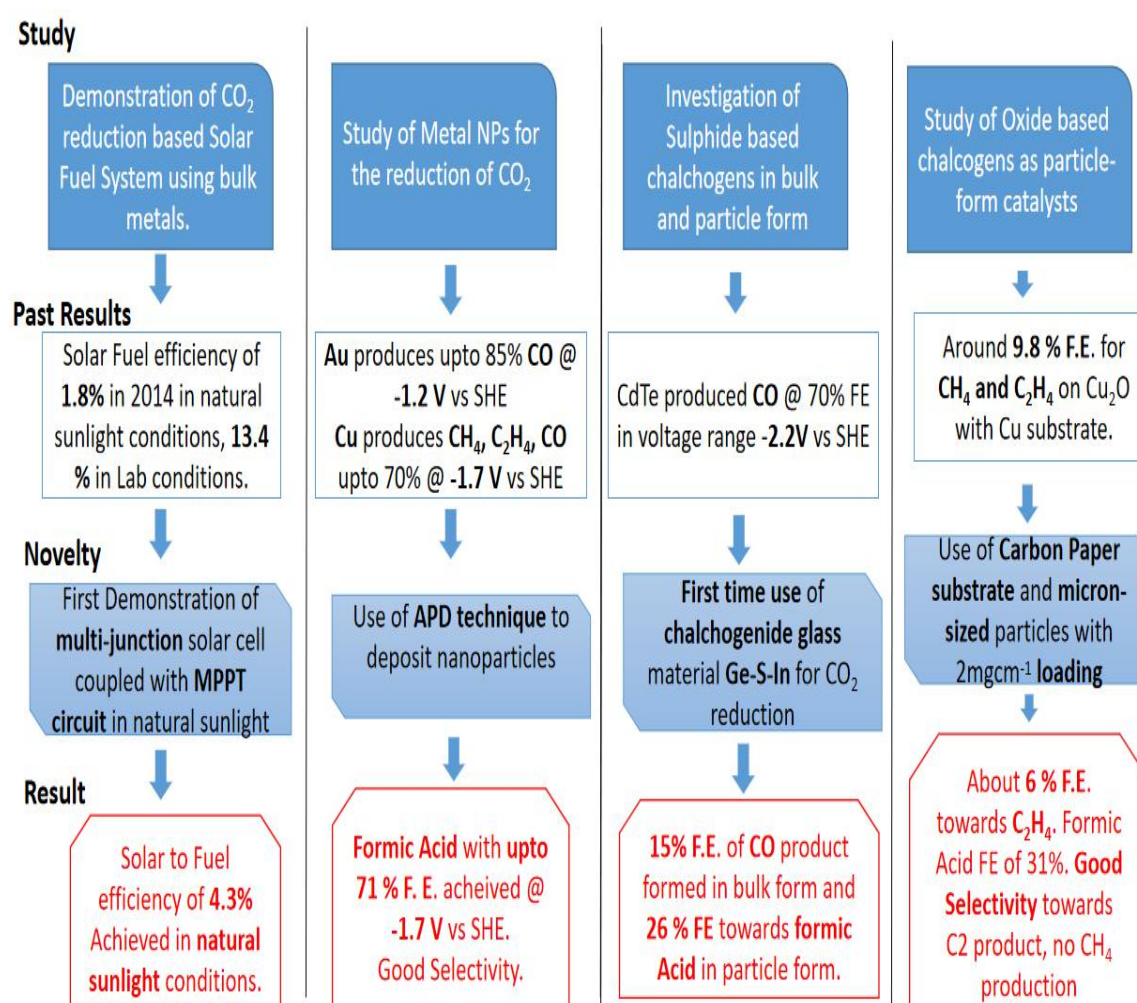 Study
Demonstration of CO₂
reduction based Solar
Fuel System using bulk
metals.
Study of Metal NPs for
the reduction of CO₂
Investigation of
Sulphide based
chalchogens in bulk
and particle form
Study of Oxide based
chalcogens as particle-
form catalysts
Past Results
Solar Fuel efficiency of
1.8% in 2014 in natural
sunlight conditions, 13.4
% in Lab conditions.
Au produces upto 85% CO @
-1.2 V vs SHE
Cu produces CH₄, C₂H₄, CO
upto 70% @ -1.7 V vs SHE
CdTe produced CO @ 70% FE
in voltage range -2.2V vs SHE
Around 9.8 % F.E. for
CH₄ and C₂H₄ on Cu₂O
with Cu substrate.
Novelty
First Demonstration of
multi-junction solar cell
coupled with MPPT
circuit in natural sunlight
Use of APD technique to
deposit nanoparticles
First time use of
chalchogenide glass
material Ge-S-In for CO₂
reduction
Use of Carbon Paper
substrate and micron-
sized particles with
2mgcm⁻¹ loading
Result
Solar to Fuel
efficiency of 4.3%
Achieved in natural
sunlight conditions.
Formic Acid with upto
71 % F. E. acheived @
-1.7 V vs SHE.
Good Selectivity.
15% F.E. of CO product
formed in bulk form and
26 % FE towards formic
Acid in particle form.
About 6 % F.E.
towards C₂H₄. Formic
Acid FE of 31%. Good
Selectivity towards
C2 product, no CH₄
production